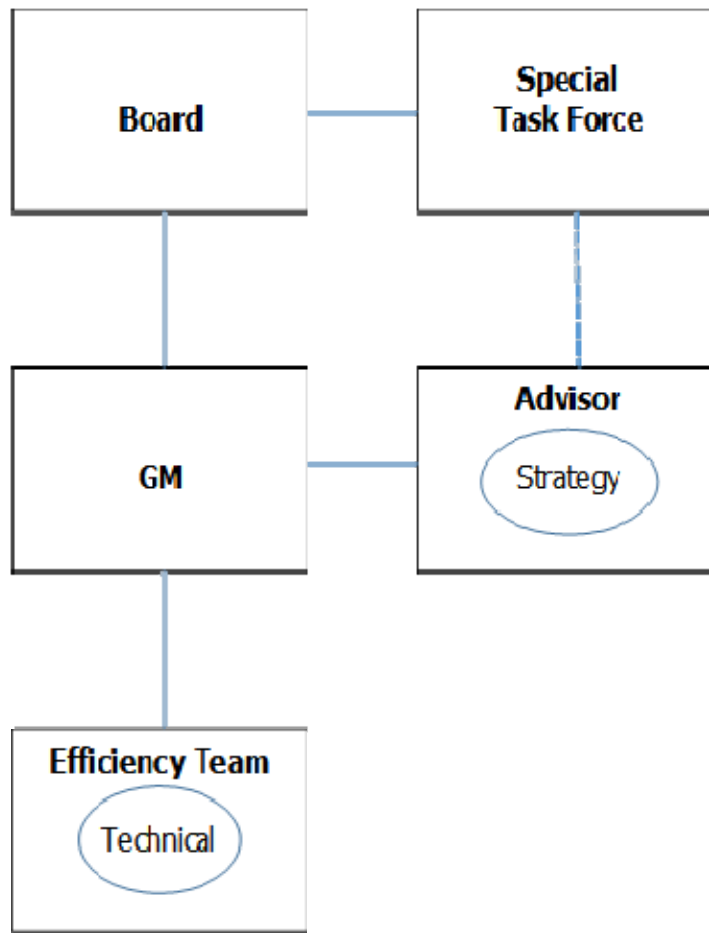 Board
Special
Task Force
GM
Advisor
Strategy
Efficiency Team
Technical